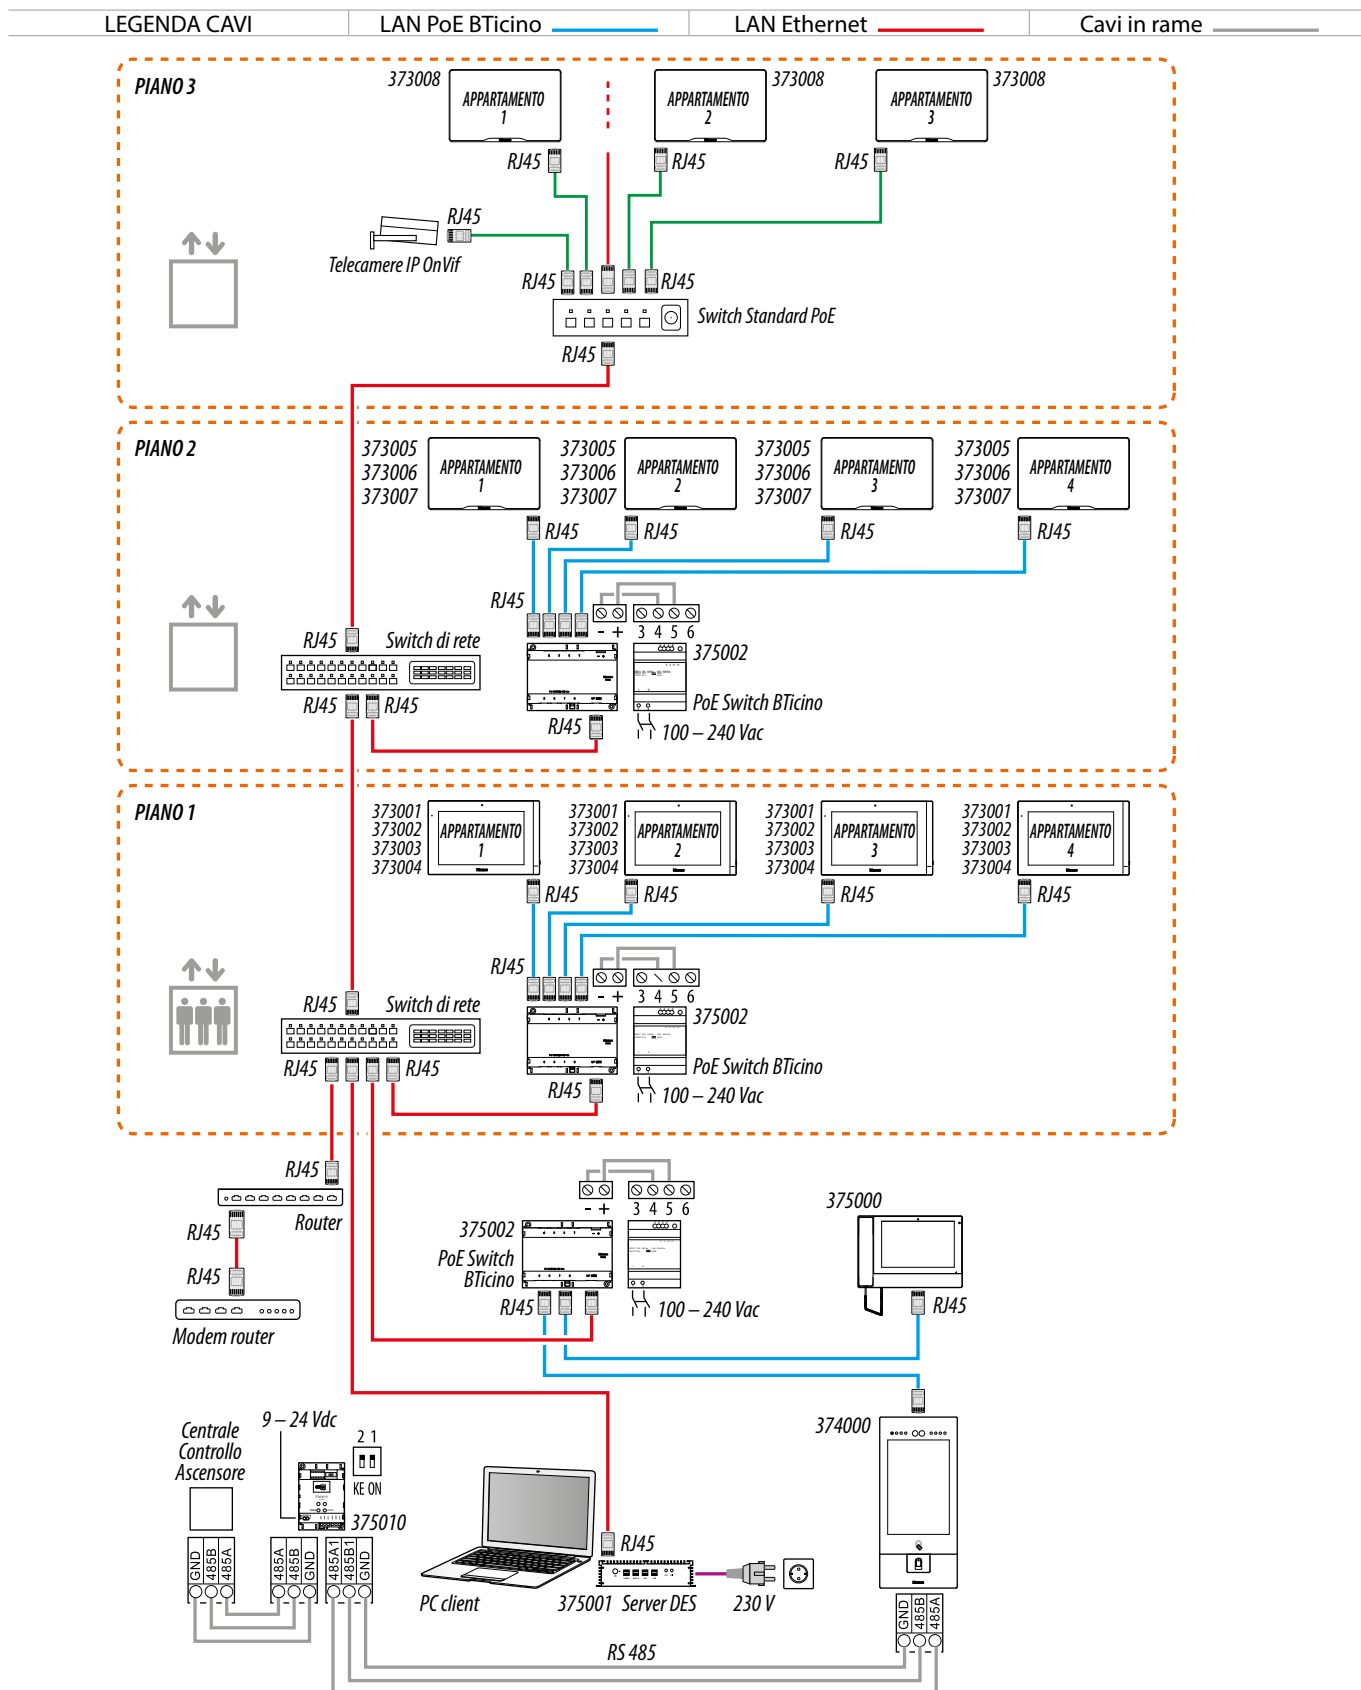 LEGENDA CAVI
LAN PoE BTicino
LAN Ethernet
Cavi in rame
PIANO 3
373008
APPARTAMENTO
1
APPARTAMENTO
2
373008
APPARTAMENTO
3
373008
RJ45
RJ45
RJ45
RJ45
Telecamere IP OnVif
RJ45
RJ45
Switch Standard PoE
RJ45
PIANO 2
373005
373006
373007
APPARTAMENTO
1
373005
373006
373007
APPARTAMENTO
2
373005
373006
373007
APPARTAMENTO
3
373005
373006
373007
APPARTAMENTO
4
RJ45
RJ45
RJ45
RJ45
RJ45
- +
3 4 5 6
RJ45
Switch di rete
375002
PoE Switch BTicino
RJ45
RJ45
RJ45
100 – 240 Vac
PIANO 1
373001
373002
373003
373004
APPARTAMENTO
1
373001
373002
373003
373004
APPARTAMENTO
2
373001
373002
373003
373004
APPARTAMENTO
3
373001
373002
373003
373004
APPARTAMENTO
4
RJ45
RJ45
RJ45
RJ45
RJ45
- +
3 4 5 6
RJ45
Switch di rete
375002
PoE Switch BTicino
RJ45
RJ45
RJ45
100 – 240 Vac
RJ45
Router
RJ45
RJ45
Modem router
- +
3 4 5 6
375002
PoE Switch
BTicino
RJ45
100 – 240 Vac
375000
RJ45
374000
Centrale
Controllo
Ascensore
9 – 24 Vdc
2 1
KE ON
375010
GND
485B
485A
485A
485B
GND
485A1
485B1
GND
PC client
RJ45
375001 Server DES
230 V
GND
485B
485A
RS 485